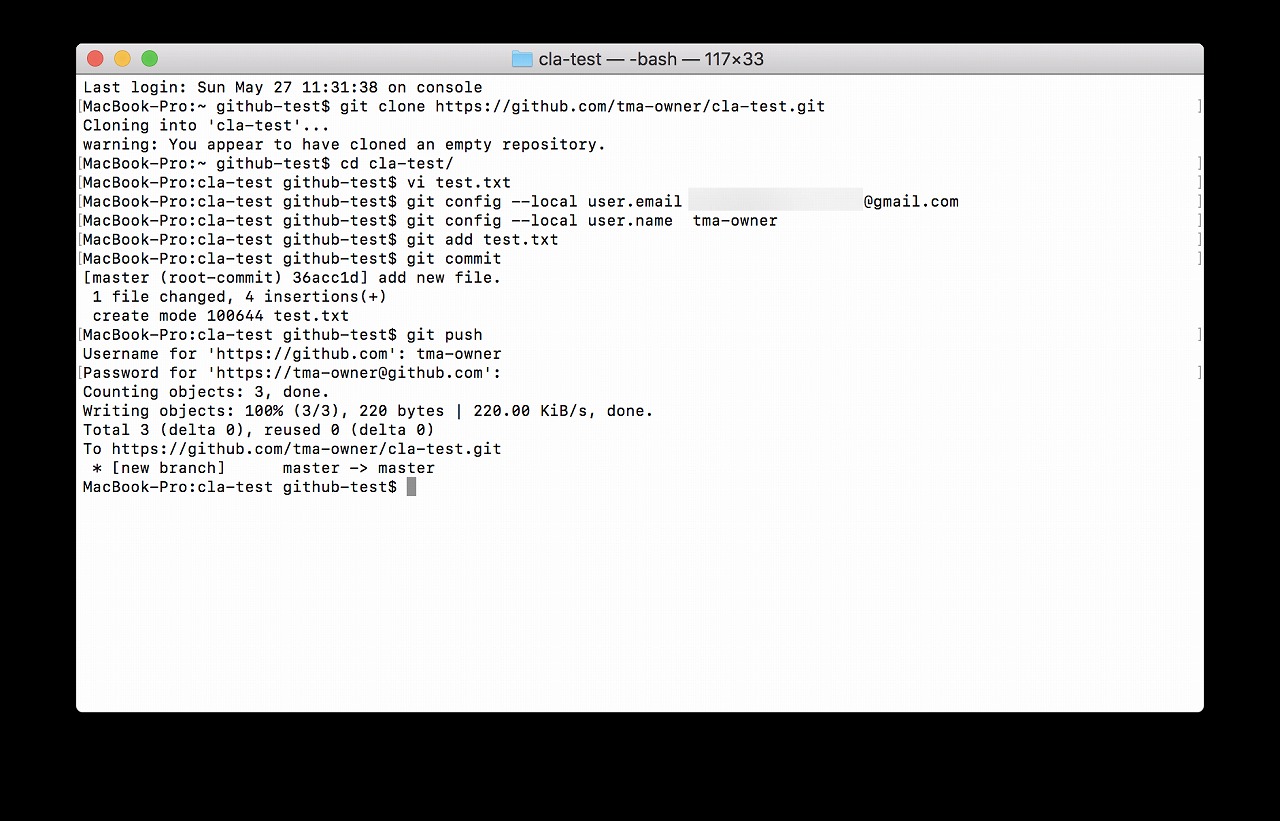 cla-test — -bash — 117×33
Last login: Sun May 27 11:31:38 on console
[MacBook-Pro:~ github-test$ git clone https://github.com/tma-owner/cla-test.git ]
Cloning into 'cla-test'...
warning: You appear to have cloned an empty repository.
[MacBook-Pro:~ github-test$ cd cla-test/ ]
[MacBook-Pro:cla-test github-test$ vi test.txt ]
[MacBook-Pro:cla-test github-test$ git config --local user.email @gmail.com ]
[MacBook-Pro:cla-test github-test$ git config --local user.name  tma-owner ]
[MacBook-Pro:cla-test github-test$ git add test.txt ]
[MacBook-Pro:cla-test github-test$ git commit ]
[master (root-commit) 36acc1d] add new file.
 1 file changed, 4 insertions(+)
 create mode 100644 test.txt
[MacBook-Pro:cla-test github-test$ git push ]
Username for 'https://github.com': tma-owner
[Password for 'https://tma-owner@github.com': ]
Counting objects: 3, done.
Writing objects: 100% (3/3), 220 bytes | 220.00 KiB/s, done.
Total 3 (delta 0), reused 0 (delta 0)
To https://github.com/tma-owner/cla-test.git
 * [new branch]      master -> master
MacBook-Pro:cla-test github-test$